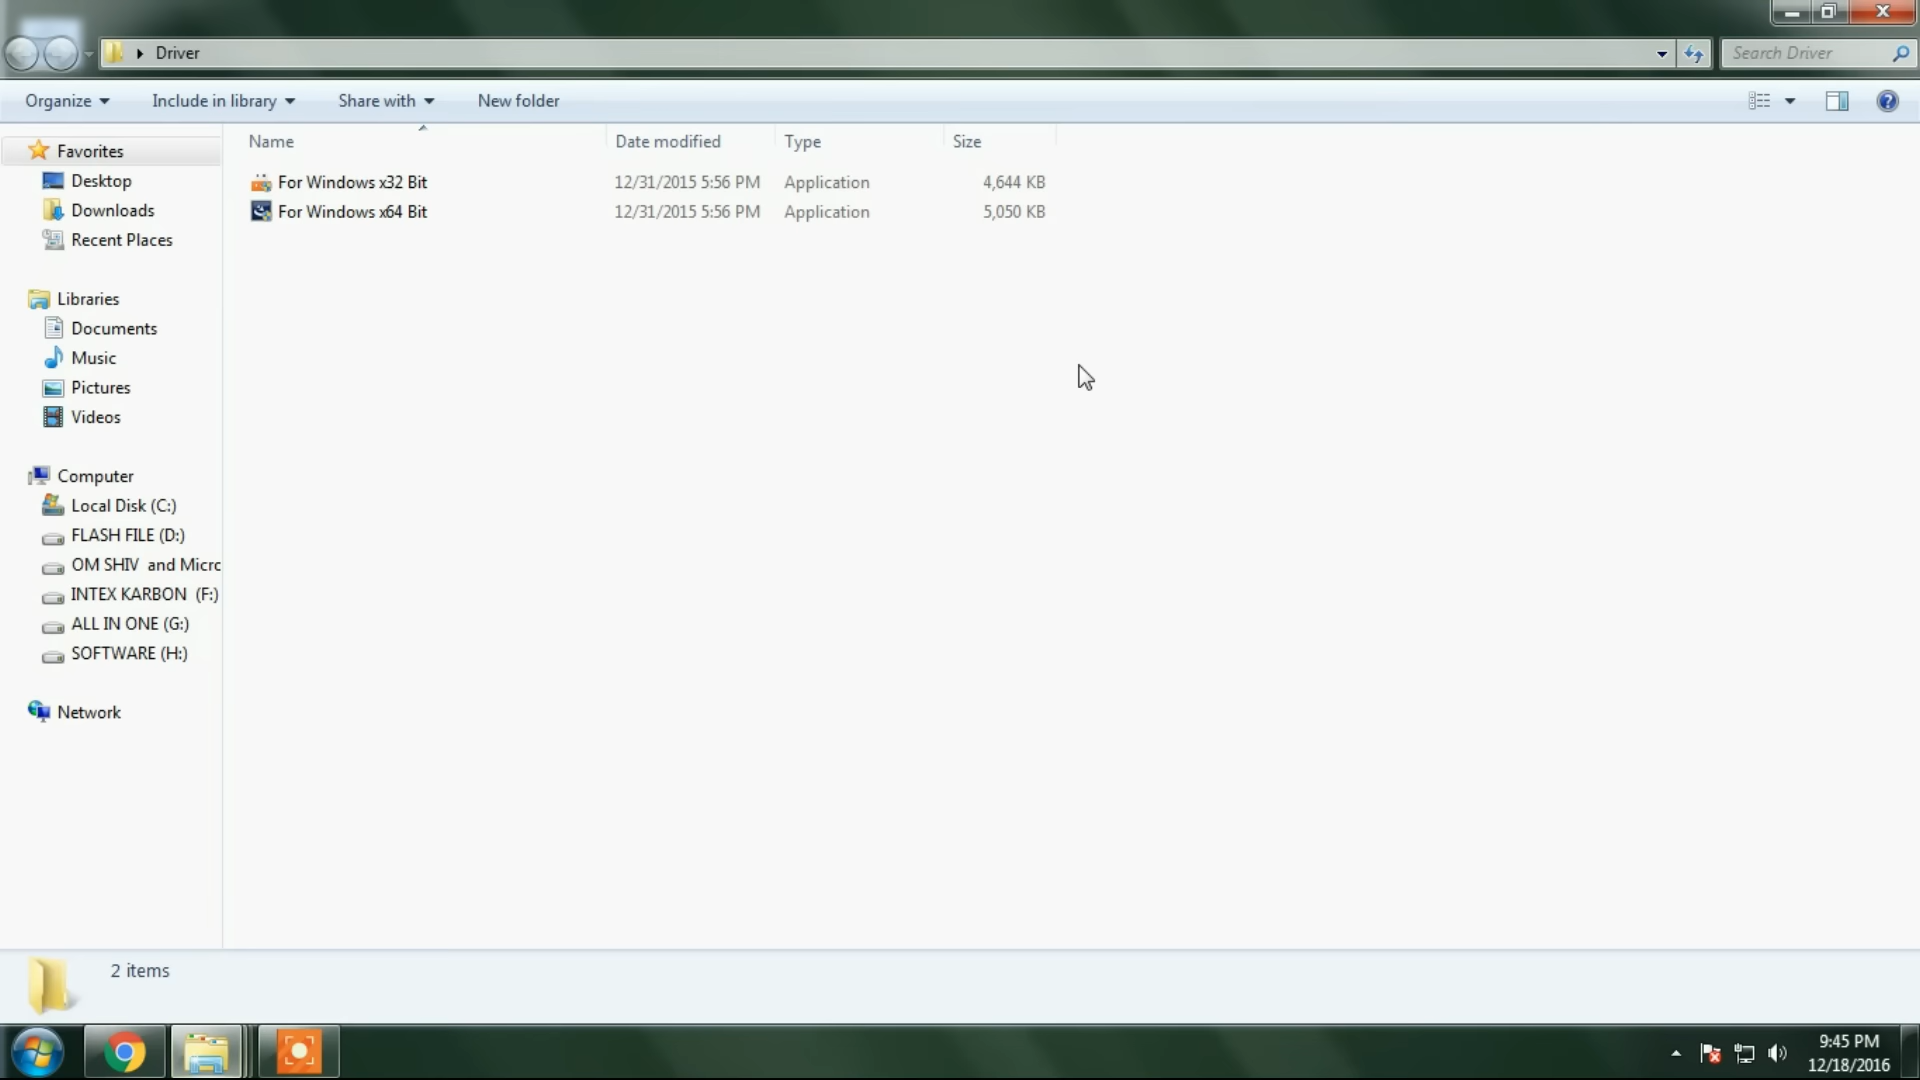 Driver
Search Driver
Organize
Include in library
Share with
New folder
Name
Date modified
Type
Size
For Windows x32 Bit 12/31/2015 5:56 PM Application 4,644 KB
For Windows x64 Bit 12/31/2015 5:56 PM Application 5,050 KB
Favorites
Desktop
Downloads
Recent Places
Libraries
Documents
Music
Pictures
Videos
Computer
Local Disk (C:)
FLASH FILE (D:)
OM SHIV and Micro
INTEX KARBON (F:)
ALL IN ONE (G:)
SOFTWARE (H:)
Network
2 items
9:45 PM
12/18/2016